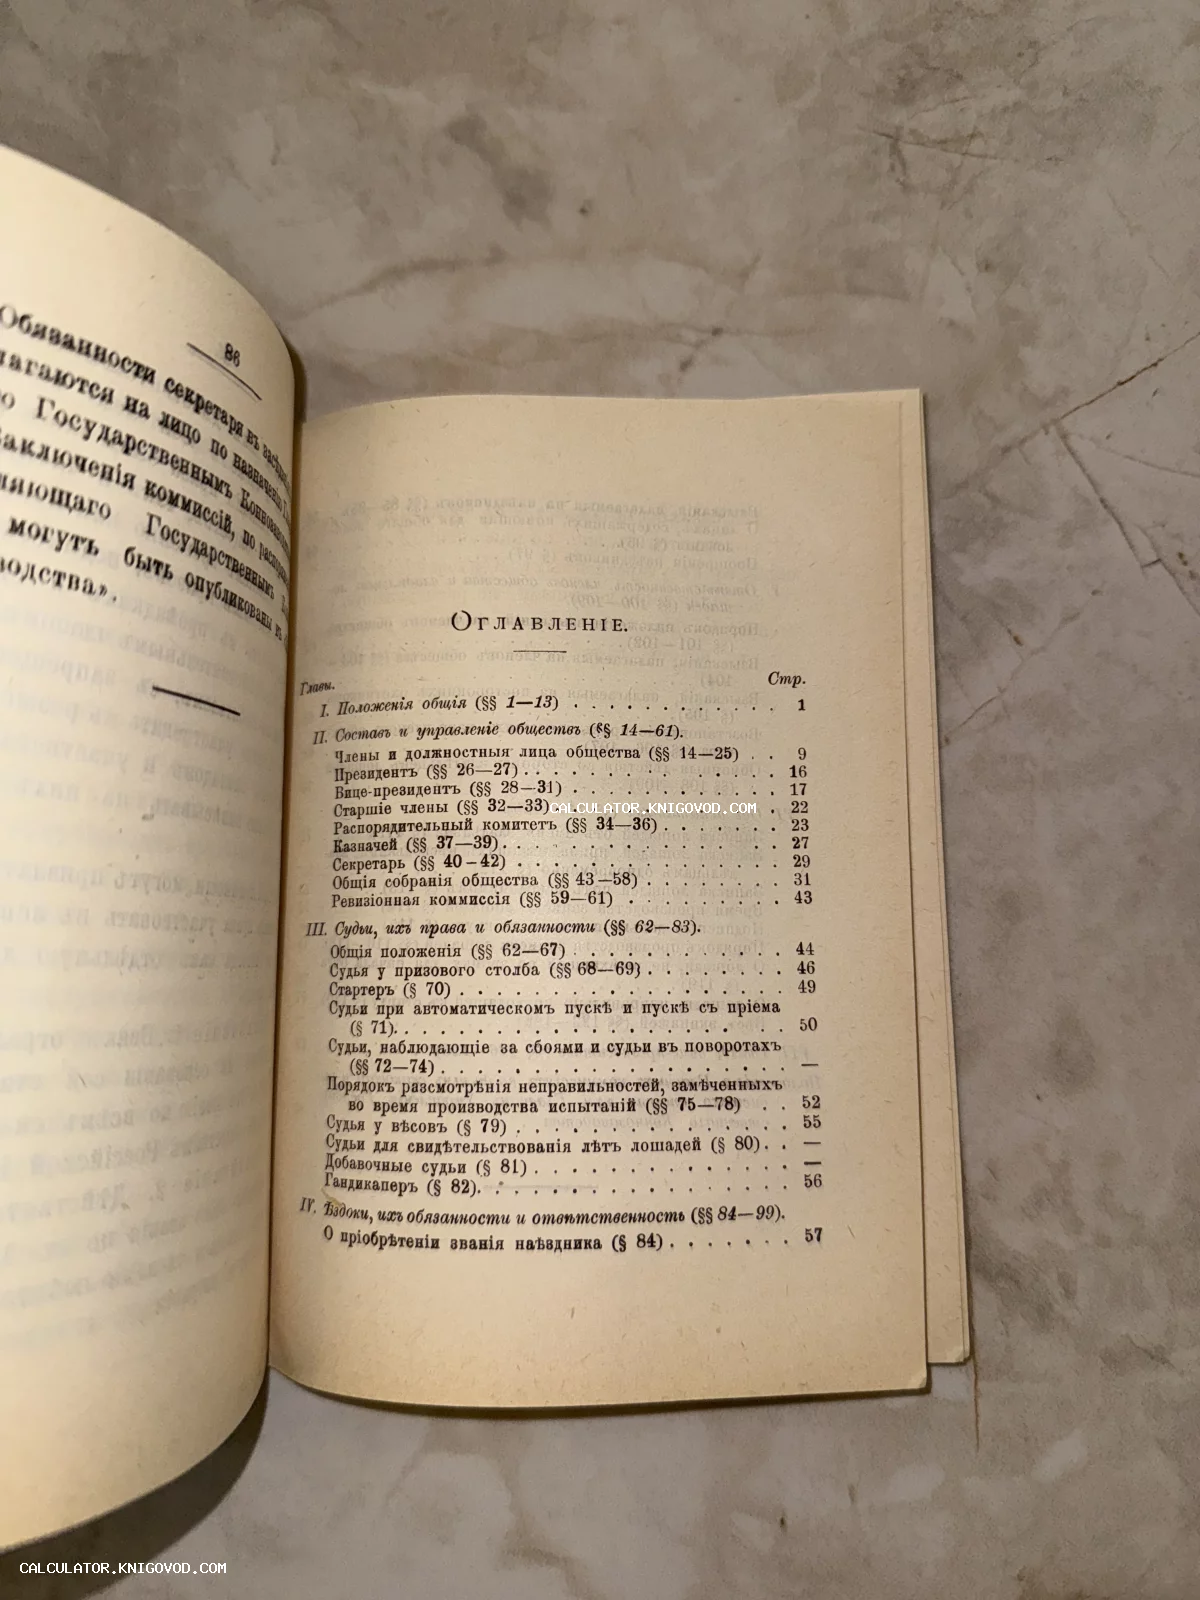 86
Обязанности секретаря въ
лагаются на лицо по назначенію
Государственнымъ
Заключенія коммиссій, по
Государственнымъ
могутъ быть опубликованы въ
Оглавленіе.
Главы. Стр.
I. Положенія общія (§§ 1—13) . . . . . . . . . . . . 1
II. Составъ и управленіе обществъ (§§ 14—61).
Члены и должностныя лица общества (§§ 14—25) . . 9
Президентъ (§§ 26—27) . . . . . . . . . . . . . 16
Вице-президентъ (§§ 28—31) . . . . . . . . . . . 17
Старшіе члены (§§ 32—33) . . . . . . . . . . . . 22
Распорядительный комитетъ (§§ 34—36) . . . . . . . 23
Казначей (§§ 37—39) . . . . . . . . . . . . . . 27
Секретарь (§§ 40—42) . . . . . . . . . . . . . . 29
Общія собранія общества (§§ 43—58) . . . . . . . . 31
Ревизіонная коммиссія (§§ 59—61) . . . . . . . . . 43
III. Судьи, ихъ права и обязанности (§§ 62—83).
Общія положенія (§§ 62—67) . . . . . . . . . . . . 44
Судья у призового столба (§§ 68—69) . . . . . . . . 46
Стартеръ (§ 70) . . . . . . . . . . . . . . . . 49
Судьи при автоматическомъ пускѣ и пускѣ съ пріема
(§ 71). . . . . . . . . . . . . . . . . . . . 50
Судьи, наблюдающіе за сбоями и судьи въ поворотахъ
(§§ 72—74) . . . . . . . . . . . . . . . . . —
Порядокъ разсмотрѣнія неправильностей, замѣченныхъ
во время производства испытаній (§§ 75—78) . . 52
Судья у вѣсовъ (§ 79) . . . . . . . . . . . . . . 55
Судьи для свидѣтельствованія лѣтъ лошадей (§ 80). . —
Добавочные судьи (§ 81) . . . . . . . . . . . . . —
Гандикаперъ (§ 82). . . . . . . . . . . . . . . . 56
IV. Ѣздоки, ихъ обязанности и отвѣтственность (§§ 84—99).
О пріобрѣтеніи званія наѣздника (§ 84) . . . . . . . 57
CALCULATOR.KNIGOVOD.COM
CALCULATOR.KNIGOVOD.COM